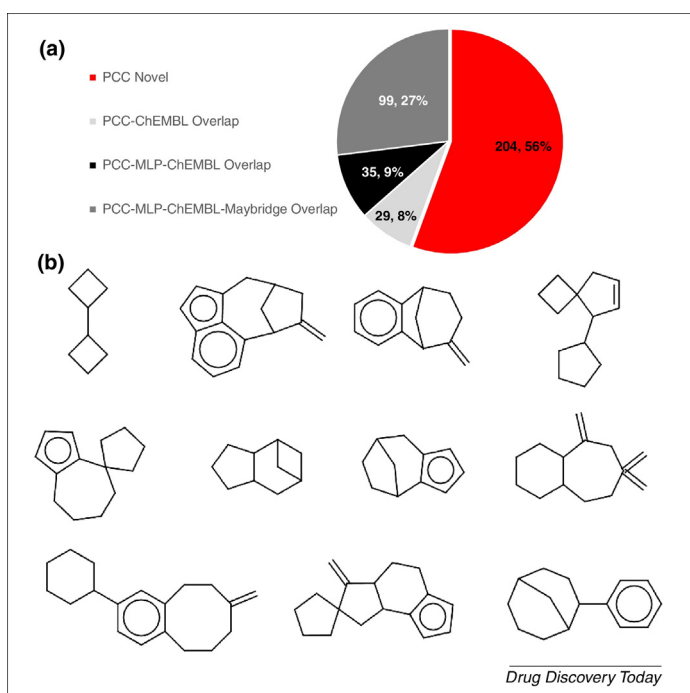 (a)
PCC Novel
PCC-ChEMBL Overlap
PCC-MLP-ChEMBL Overlap
PCC-MLP-ChEMBL-Maybridge Overlap
99, 27%
204, 56%
35, 9%
29, 8%
(b)
Drug Discovery Today